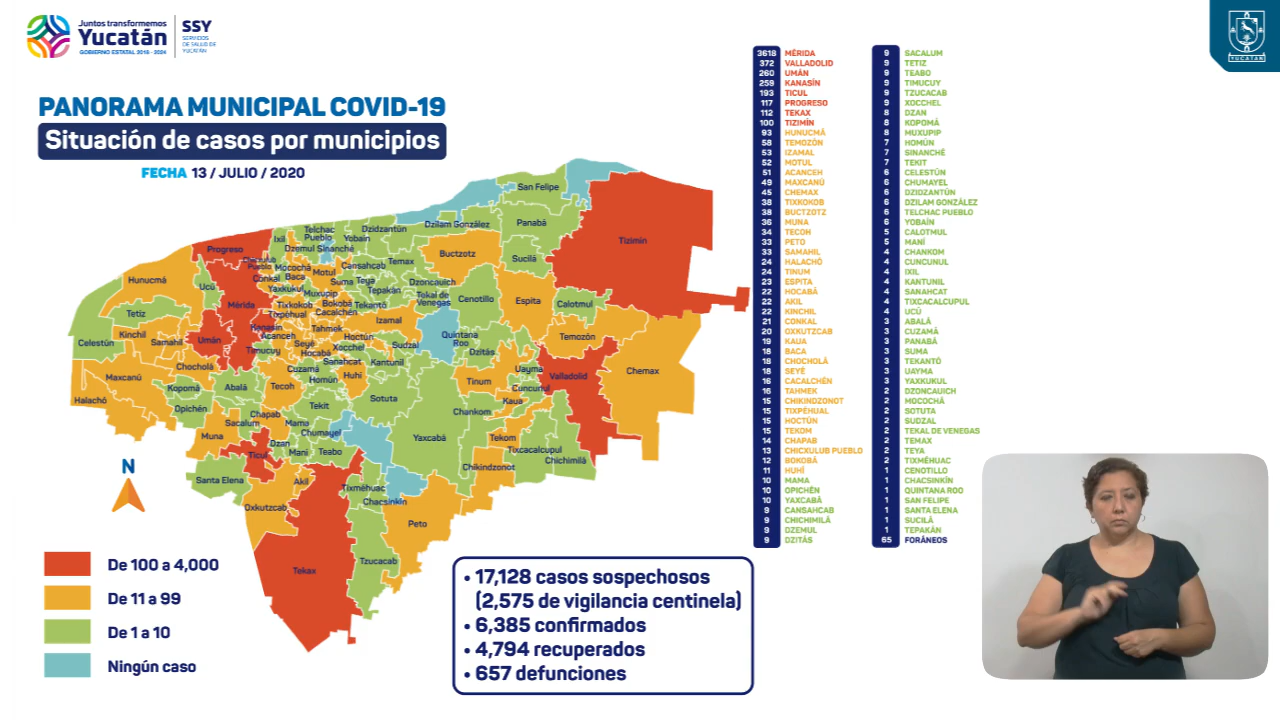 Juntos transformemos
Yucatán
GOBIERNO ESTATAL 2018 - 2024
SSY
SERVICIOS
DE SALUD DE
YUCATÁN
YUCATÁN
PANORAMA MUNICIPAL COVID-19
Situación de casos por municipios
FECHA 13 / JULIO / 2020
San Felipe
Dzilam González
Panabá
Tizimín
Telchac
Pueblo
Dzidzantún
Yobaín
Ixil
Dzemul
Sinanché
Progreso
Buctzotz
Sucilá
Mocochá
Motul
Cansahcab
Temax
Conkal
Baca
Suma
Teya
Dzoncauich
Hunucmá
Ucú
Yaxkukul
Muxupip
Tepakán
Tekal de
Venegas
Cenotillo
Espita
Calotmul
Mérida
Tixkokob
Bokobá
Tekantó
Cacalchén
Tetiz
Tixpéhual
Izamal
Kanasín
Tahmek
Kinchil
Acanceh
Hoctún
Quintana
Roo
Temozón
Celestún
Samahil
Umán
Timucuy
Seyé
Xocchel
Sudzal
Hocabá
Dzitás
Sanahcat
Kantunil
Chocholá
Cuzamá
Uayma
Valladolid
Chemax
Maxcanú
Homún
Huhí
Tinum
Kopomá
Abalá
Tecoh
Cuncunul
Halachó
Sotuta
Kaua
Opichén
Tekit
Chankom
Chapab
Sacalum
Mama
Muna
Chumayel
Yaxcabá
Tekom
Dzan
Ticul
Maní
Teabo
Tixcacalcupul
Chichimilá
Chikindzonot
Santa Elena
Akil
Tixméhuac
Chacsinkín
Oxkutzcab
Peto
Tekax
Tzucacab
N
De 100 a 4,000
De 11 a 99
De 1 a 10
Ningún caso
• 17,128 casos sospechosos
(2,575 de vigilancia centinela)
• 6,385 confirmados
• 4,794 recuperados
• 657 defunciones
3618 MÉRIDA
372 VALLADOLID
260 UMÁN
259 KANASÍN
193 TICUL
117 PROGRESO
112 TEKAX
100 TIZIMÍN
93 HUNUCMÁ
58 TEMOZÓN
53 IZAMAL
52 MOTUL
51 ACANCEH
49 MAXCANÚ
45 CHEMAX
38 TIXKOKOB
38 BUCTZOTZ
36 MUNA
34 TECOH
33 PETO
33 SAMAHIL
24 HALACHÓ
24 TINUM
23 ESPITA
22 HOCABÁ
22 AKIL
22 KINCHIL
21 CONKAL
20 OXKUTZCAB
19 KAUA
18 BACA
18 CHOCHOLÁ
18 SEYÉ
16 CACALCHÉN
16 TAHMEK
15 CHIKINDZONOT
15 TIXPÉHUAL
15 HOCTÚN
15 TEKOM
14 CHAPAB
13 CHICXULUB PUEBLO
12 BOKOBÁ
11 HUHÍ
10 MAMA
10 OPICHÉN
10 YAXCABÁ
9 CANSAHCAB
9 CHICHIMILÁ
9 DZEMUL
9 DZITÁS
9 SACALUM
9 TETIZ
9 TEABO
9 TIMUCUY
9 TZUCACAB
9 XOCCHEL
8 DZAN
8 KOPOMÁ
8 MUXUPIP
7 HOMÚN
7 SINANCHÉ
7 TEKIT
6 CELESTÚN
6 CHUMAYEL
6 DZIDZANTÚN
6 DZILAM GONZÁLEZ
6 TELCHAC PUEBLO
6 YOBAÍN
5 CALOTMUL
5 MANÍ
4 CHANKOM
4 CUNCUNUL
4 IXIL
4 KANTUNIL
4 SANAHCAT
4 TIXCACALCUPUL
4 UCÚ
3 ABALÁ
3 CUZAMÁ
3 PANABÁ
3 SUMA
3 TEKANTÓ
3 UAYMA
3 YAXKUKUL
2 DZONCAUICH
2 MOCOCHÁ
2 SOTUTA
2 SUDZAL
2 TEKAL DE VENEGAS
2 TEMAX
2 TEYA
2 TIXMÉHUAC
1 CENOTILLO
1 CHACSINKÍN
1 QUINTANA ROO
1 SAN FELIPE
1 SANTA ELENA
1 SUCILÁ
1 TEPAKÁN
65 FORÁNEOS